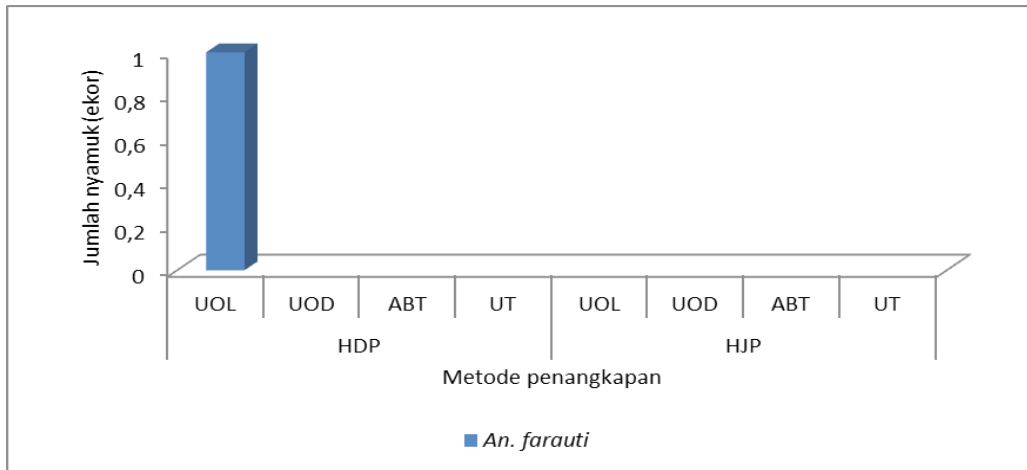 Jumlah nyamuk (ekor)
1
0,8
0,6
0,4
0,2
0
UOL UOD ABT UT UOL UOD ABT UT
HDP HJP
Metode penangkapan
An. farauti